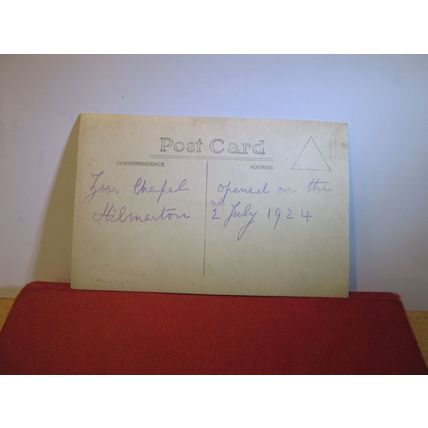 Post Card
CORRESPONDENCE ADDRESS
Zoar Chapel opened on the
Hilmarton 2nd July 1924